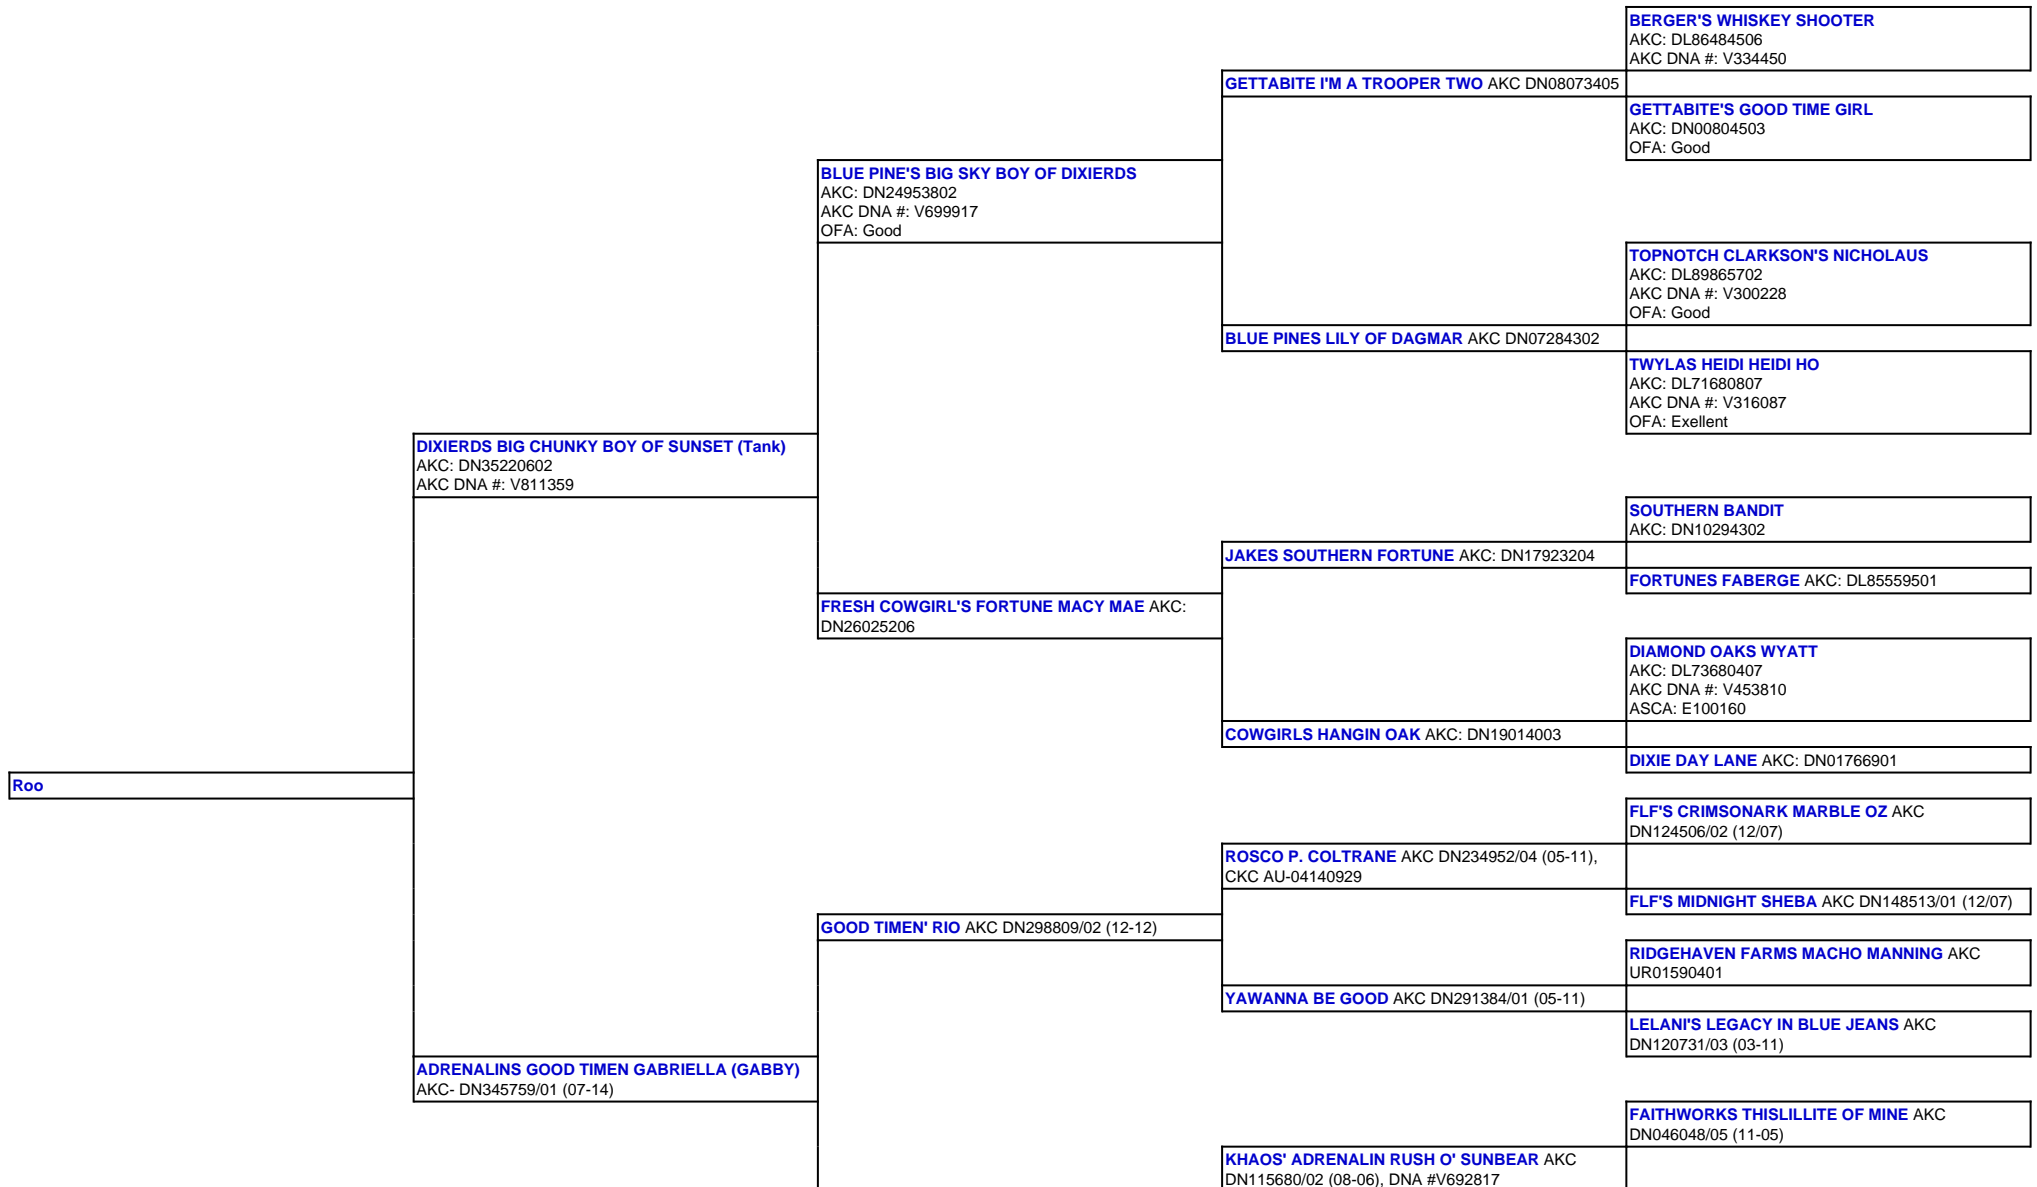 BERGER'S WHISKEY SHOOTER
AKC: DL86484506
AKC DNA #: V334450
GETTABITE I'M A TROOPER TWO AKC DN08073405
GETTABITE'S GOOD TIME GIRL
AKC: DN00804503
OFA: Good
BLUE PINE'S BIG SKY BOY OF DIXIERDS
AKC: DN24953802
AKC DNA #: V699917
OFA: Good
TOPNOTCH CLARKSON'S NICHOLAUS
AKC: DL89865702
AKC DNA #: V300228
OFA: Good
BLUE PINES LILY OF DAGMAR AKC DN07284302
TWYLAS HEIDI HEIDI HO
AKC: DL71680807
AKC DNA #: V316087
OFA: Exellent
DIXIERDS BIG CHUNKY BOY OF SUNSET (Tank)
AKC: DN35220602
AKC DNA #: V811359
SOUTHERN BANDIT
AKC: DN10294302
JAKES SOUTHERN FORTUNE AKC: DN17923204
FORTUNES FABERGE AKC: DL85559501
FRESH COWGIRL'S FORTUNE MACY MAE AKC:
DN26025206
DIAMOND OAKS WYATT
AKC: DL73680407
AKC DNA #: V453810
ASCA: E100160
COWGIRLS HANGIN OAK AKC: DN19014003
DIXIE DAY LANE AKC: DN01766901
Roo
FLF'S CRIMSONARK MARBLE OZ AKC
DN124506/02 (12/07)
ROSCO P. COLTRANE AKC DN234952/04 (05-11),
CKC AU-04140929
FLF'S MIDNIGHT SHEBA AKC DN148513/01 (12/07)
GOOD TIMEN' RIO AKC DN298809/02 (12-12)
RIDGEHAVEN FARMS MACHO MANNING AKC
UR01590401
YAWANNA BE GOOD AKC DN291384/01 (05-11)
LELANI'S LEGACY IN BLUE JEANS AKC
DN120731/03 (03-11)
ADRENALINS GOOD TIMEN GABRIELLA (GABBY)
AKC- DN345759/01 (07-14)
FAITHWORKS THISLILLITE OF MINE AKC
DN046048/05 (11-05)
KHAOS' ADRENALIN RUSH O' SUNBEAR AKC
DN115680/02 (08-06), DNA #V692817